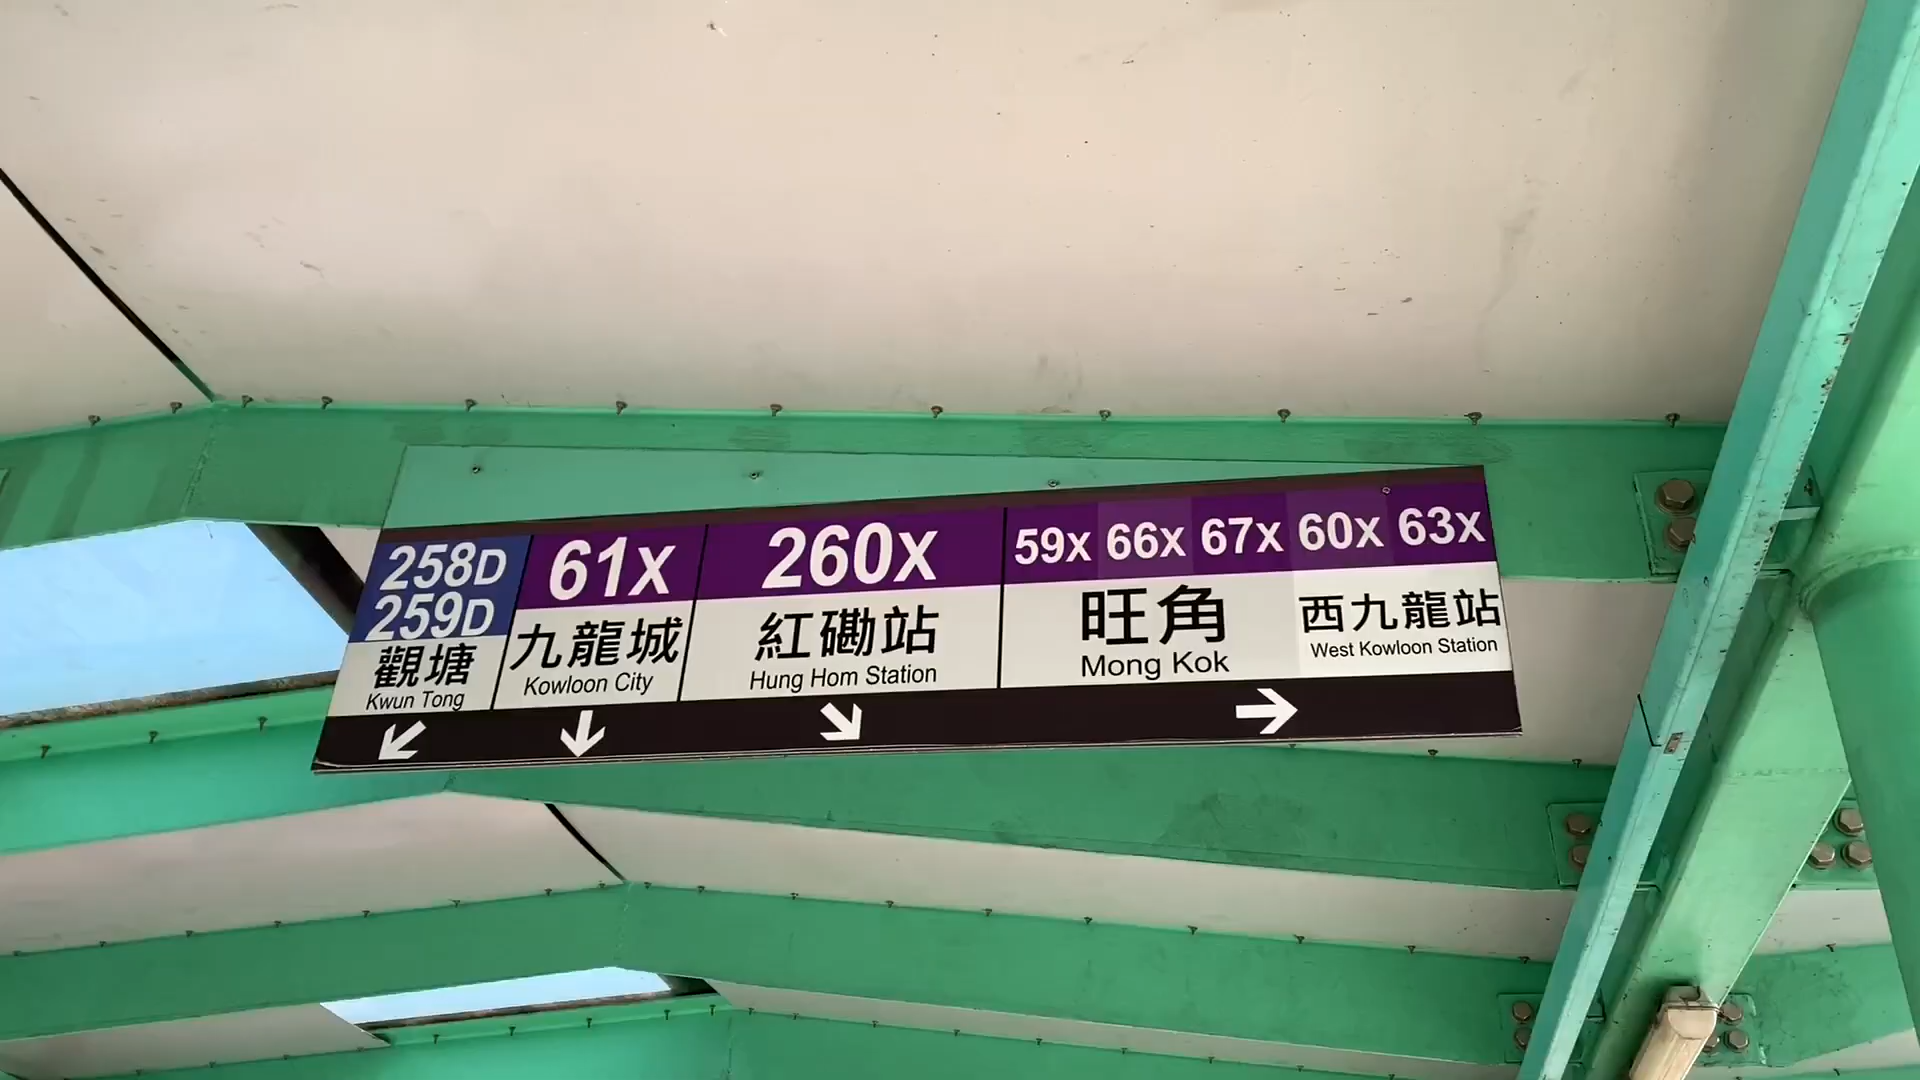 258D
259D
觀塘
Kwun Tong
61X
九龍城
Kowloon City
260X
紅磡站
Hung Hom Station
59X 66X 67X 60X 63X
旺角
Mong Kok
西九龍站
West Kowloon Station